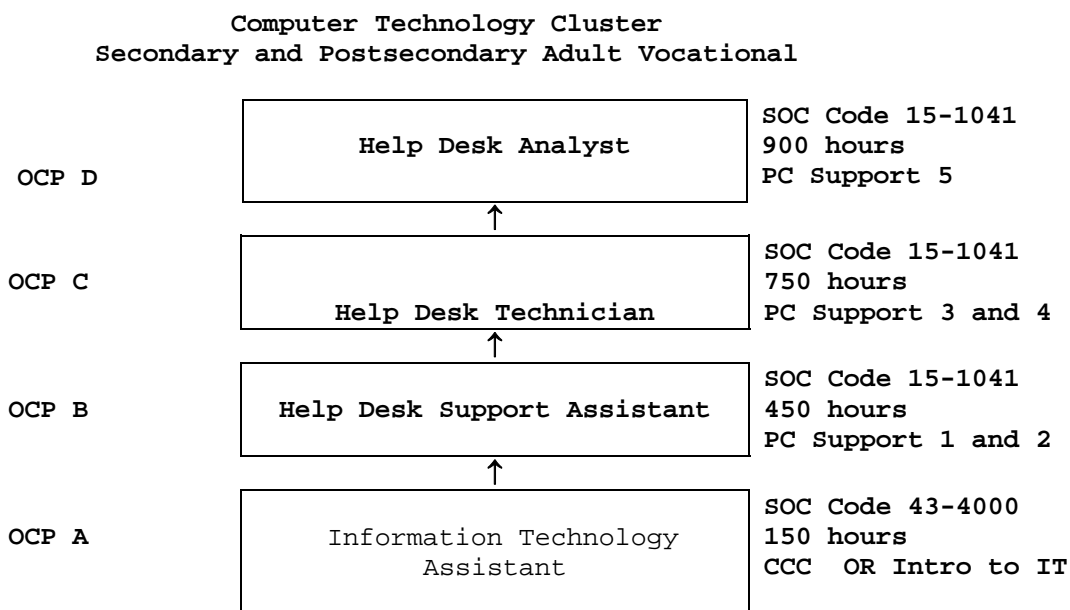 Computer Technology Cluster
Secondary and Postsecondary Adult Vocational
SOC Code 15-1041
Help Desk Analyst 900 hours
OCP D PC Support 5
↑
SOC Code 15-1041
OCP C 750 hours
Help Desk Technician PC Support 3 and 4
↑
SOC Code 15-1041
OCP B Help Desk Support Assistant 450 hours
PC Support 1 and 2
↑
SOC Code 43-4000
OCP A Information Technology 150 hours
Assistant CCC OR Intro to IT